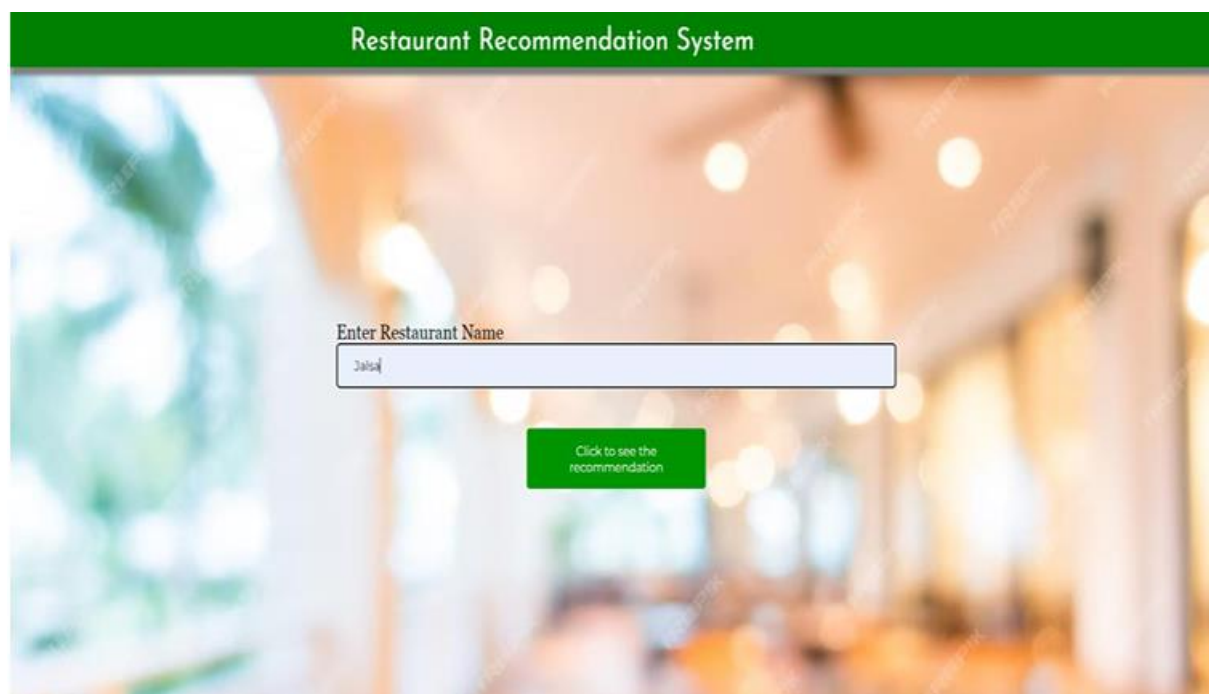 Restaurant Recommendation System
Enter Restaurant Name
Jalsa
Click to see the
recommendation